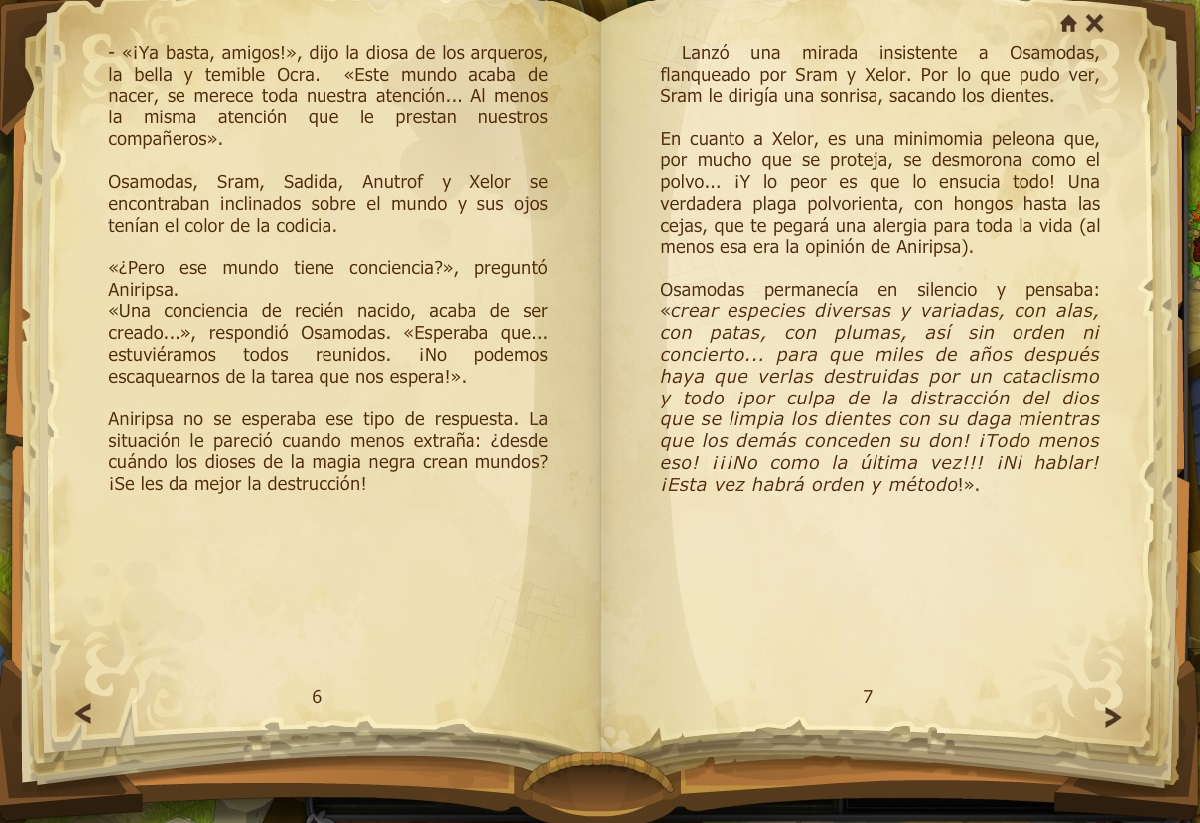 - «¡Ya basta, amigos!», dijo la diosa de los arqueros,
la bella y temible Ocra. «Este mundo acaba de
nacer, se merece toda nuestra atención... Al menos
la misma atención que le prestan nuestros
compañeros».
Osamodas, Sram, Sadida, Anutrof y Xelor se
encontraban inclinados sobre el mundo y sus ojos
tenían el color de la codicia.
«¿Pero ese mundo tiene conciencia?», preguntó
Aniripsa.
«Una conciencia de recién nacido, acaba de ser
creado...», respondió Osamodas. «Esperaba que...
estuviéramos todos reunidos. ¡No podemos
escaquearnos de la tarea que nos espera!».
Aniripsa no se esperaba ese tipo de respuesta. La
situación le pareció cuando menos extraña: ¿desde
cuándo los dioses de la magia negra crean mundos?
¡Se les da mejor la destrucción!
6
Lanzó una mirada insistente a Osamodas,
flanqueado por Sram y Xelor. Por lo que pudo ver,
Sram le dirigía una sonrisa, sacando los dientes.
En cuanto a Xelor, es una minimomia peleona que,
por mucho que se proteja, se desmorona como el
polvo... ¡Y lo peor es que lo ensucia todo! Una
verdadera plaga polvorienta, con hongos hasta las
cejas, que te pegará una alergia para toda la vida (al
menos esa era la opinión de Aniripsa).
Osamodas permanecía en silencio y pensaba:
«crear especies diversas y variadas, con alas,
con patas, con plumas, así sin orden ni
concierto... para que miles de años después
haya que verlas destruidas por un cataclismo
y todo ¡por culpa de la distracción del dios
que se limpia los dientes con su daga mientras
que los demás conceden su don! ¡Todo menos
eso! ¡¡¡No como la última vez!!! ¡Ni hablar!
¡Esta vez habrá orden y método!».
7